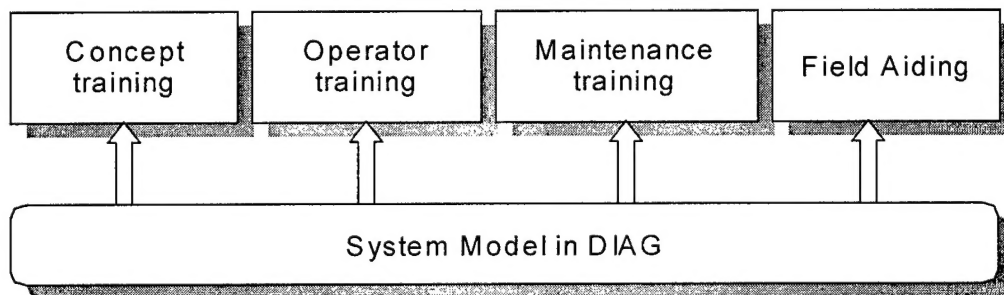 Concept
training
Operator
training
Maintenance
training
Field Aiding
System Model in DIAG